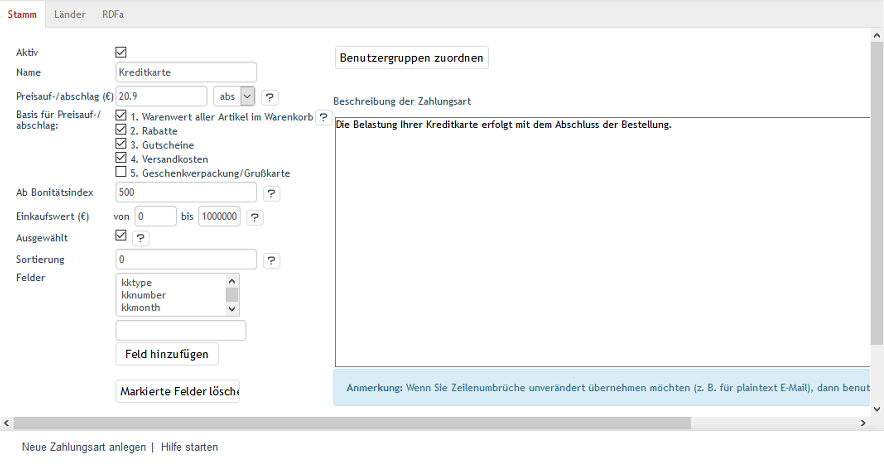 Stamm Länder RDFa
Aktiv
Name Kreditkarte
Preisauf-/abschlag (€) 20.9 abs ?
Basis für Preisauf-/
abschlag:
1. Warenwert aller Artikel im Warenkorb ?
2. Rabatte
3. Gutscheine
4. Versandkosten
5. Geschenkverpackung/Grußkarte
Ab Bonitätsindex 500 ?
Einkaufswert (€) von 0 bis 1000000 ?
Ausgewählt ?
Sortierung 0 ?
Felder kktype
kknumber
kkmonth
Feld hinzufügen
Markierte Felder lösche
Benutzergruppen zuordnen
Beschreibung der Zahlungsart
Die Belastung Ihrer Kreditkarte erfolgt mit dem Abschluss der Bestellung.
Anmerkung: Wenn Sie Zeilenumbrüche unverändert übernehmen möchten (z. B. für plaintext E-Mail), dann benut
Neue Zahlungsart anlegen | Hilfe starten